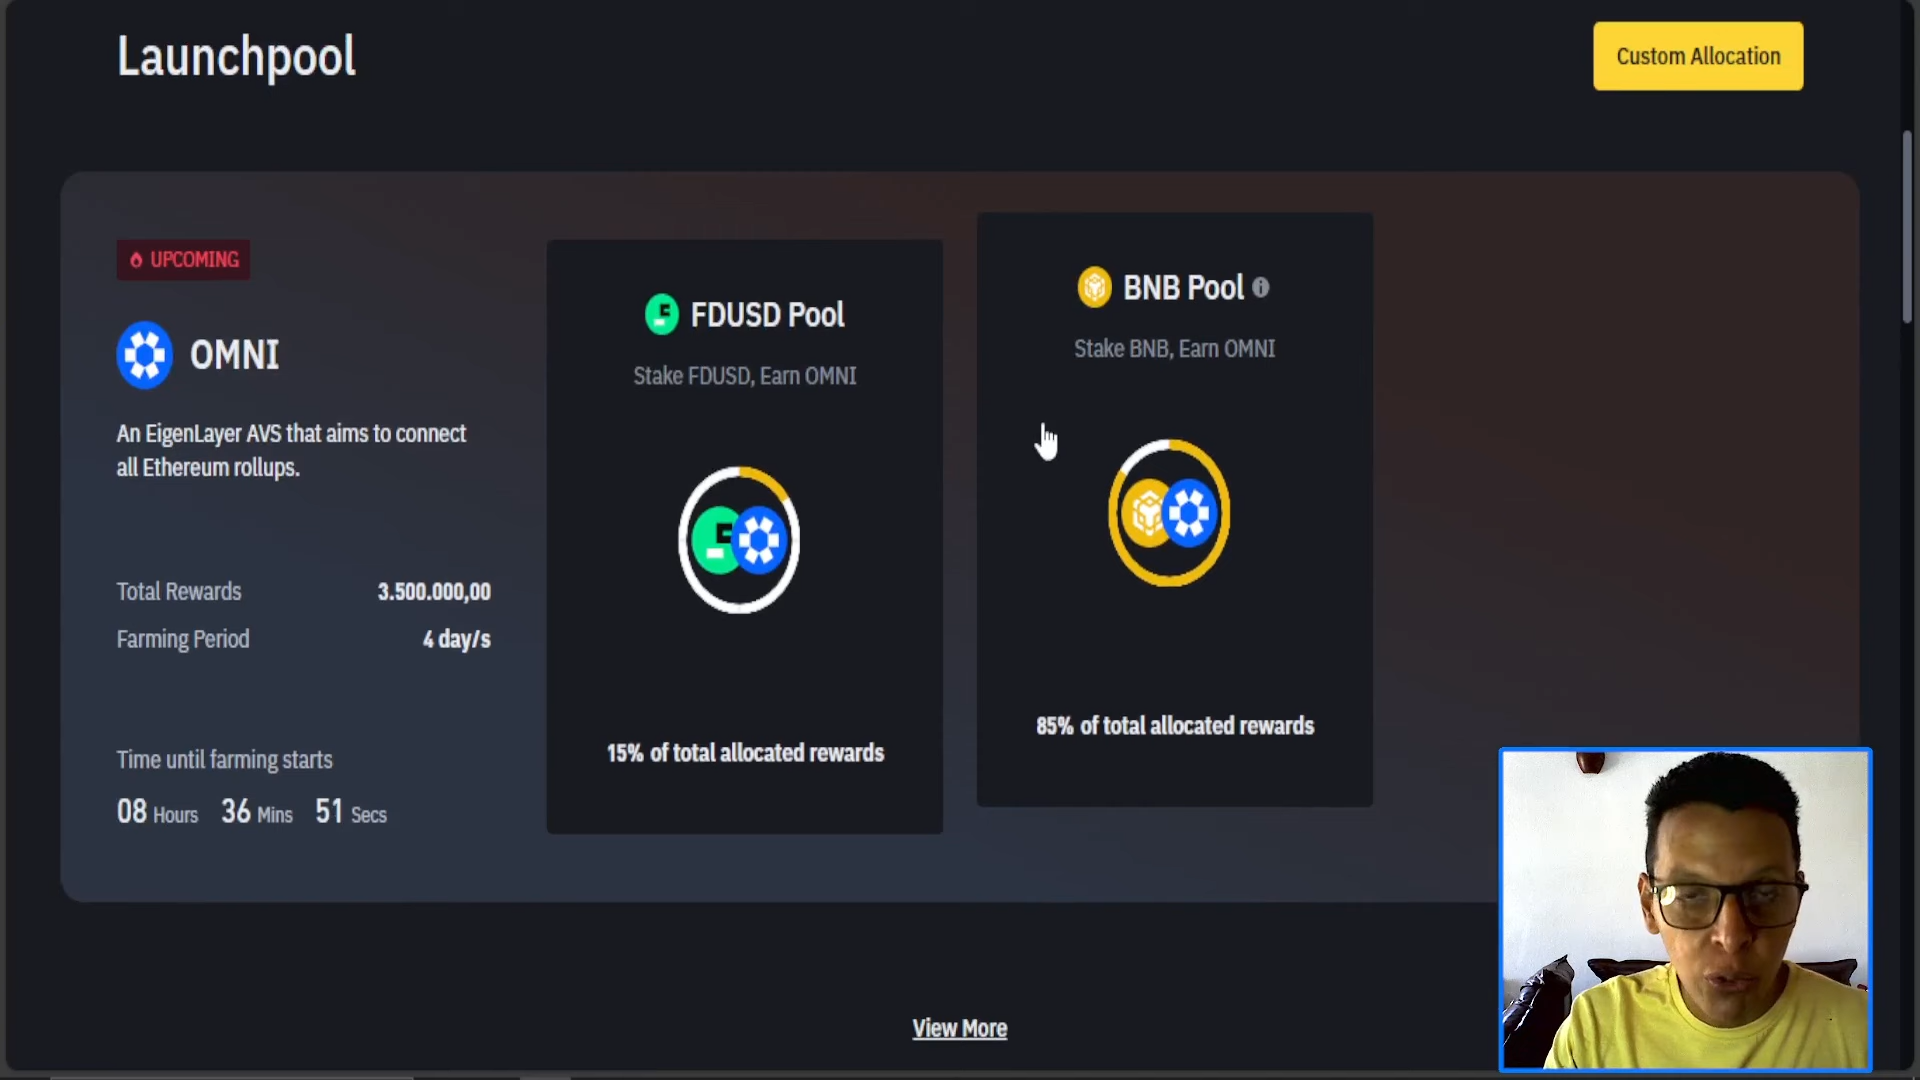 Launchpool
Custom Allocation
UPCOMING
OMNI
An EigenLayer AVS that aims to connect
all Ethereum rollups.
Total Rewards 3.500.000,00
Farming Period 4 day/s
Time until farming starts
08 Hours 36 Mins 51 Secs
FDUSD Pool
Stake FDUSD, Earn OMNI
15% of total allocated rewards
BNB Pool
Stake BNB, Earn OMNI
85% of total allocated rewards
View More